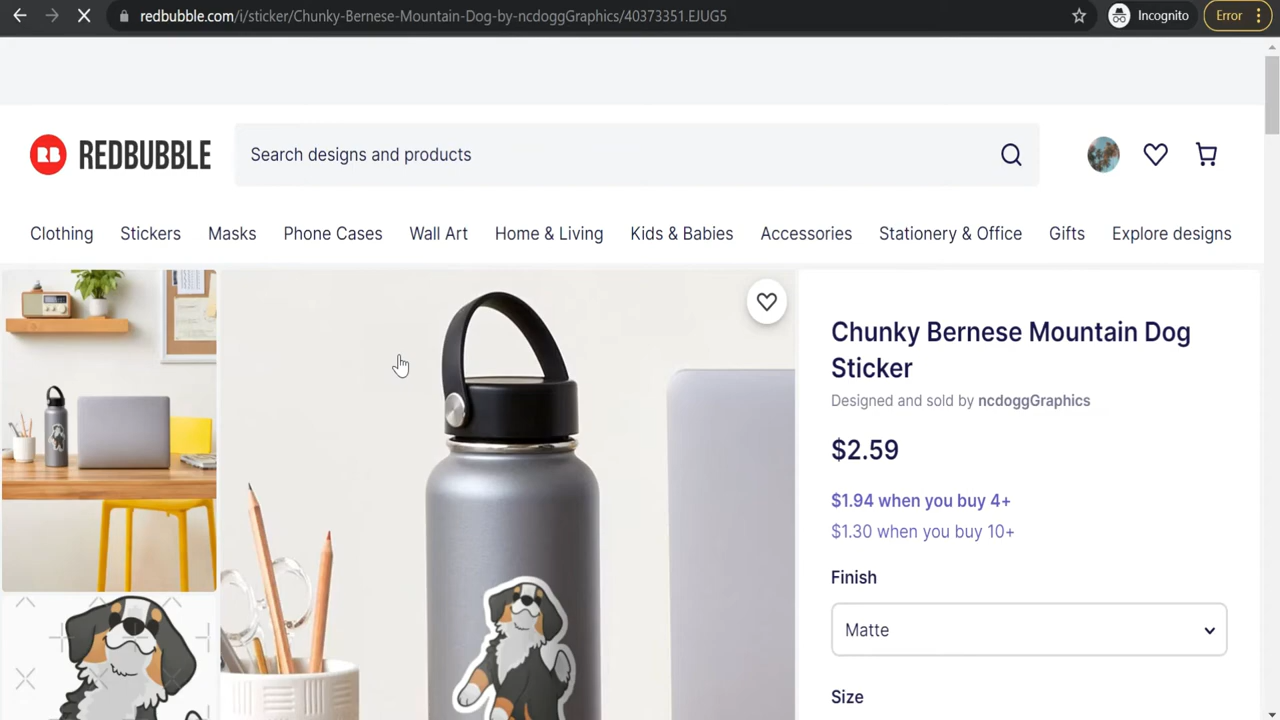 redbubble.com/i/sticker/Chunky-Bernese-Mountain-Dog-by-ncdoggGraphics/40373351.EJUG5
Incognito
Error
RB REDBUBBLE
Search designs and products
Clothing Stickers Masks Phone Cases Wall Art Home & Living Kids & Babies Accessories Stationery & Office Gifts Explore designs
Chunky Bernese Mountain Dog
Sticker
Designed and sold by ncdoggGraphics
$2.59
$1.94 when you buy 4+
$1.30 when you buy 10+
Finish
Matte
Size